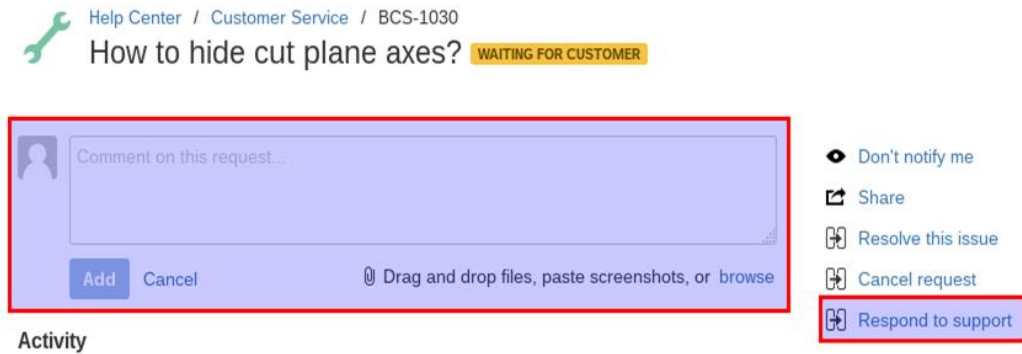 Help Center / Customer Service / BCS-1030
How to hide cut plane axes? WAITING FOR CUSTOMER
Comment on this request...
Add Cancel Drag and drop files, paste screenshots, or browse
Don't notify me
Share
Resolve this issue
Cancel request
Respond to support
Activity